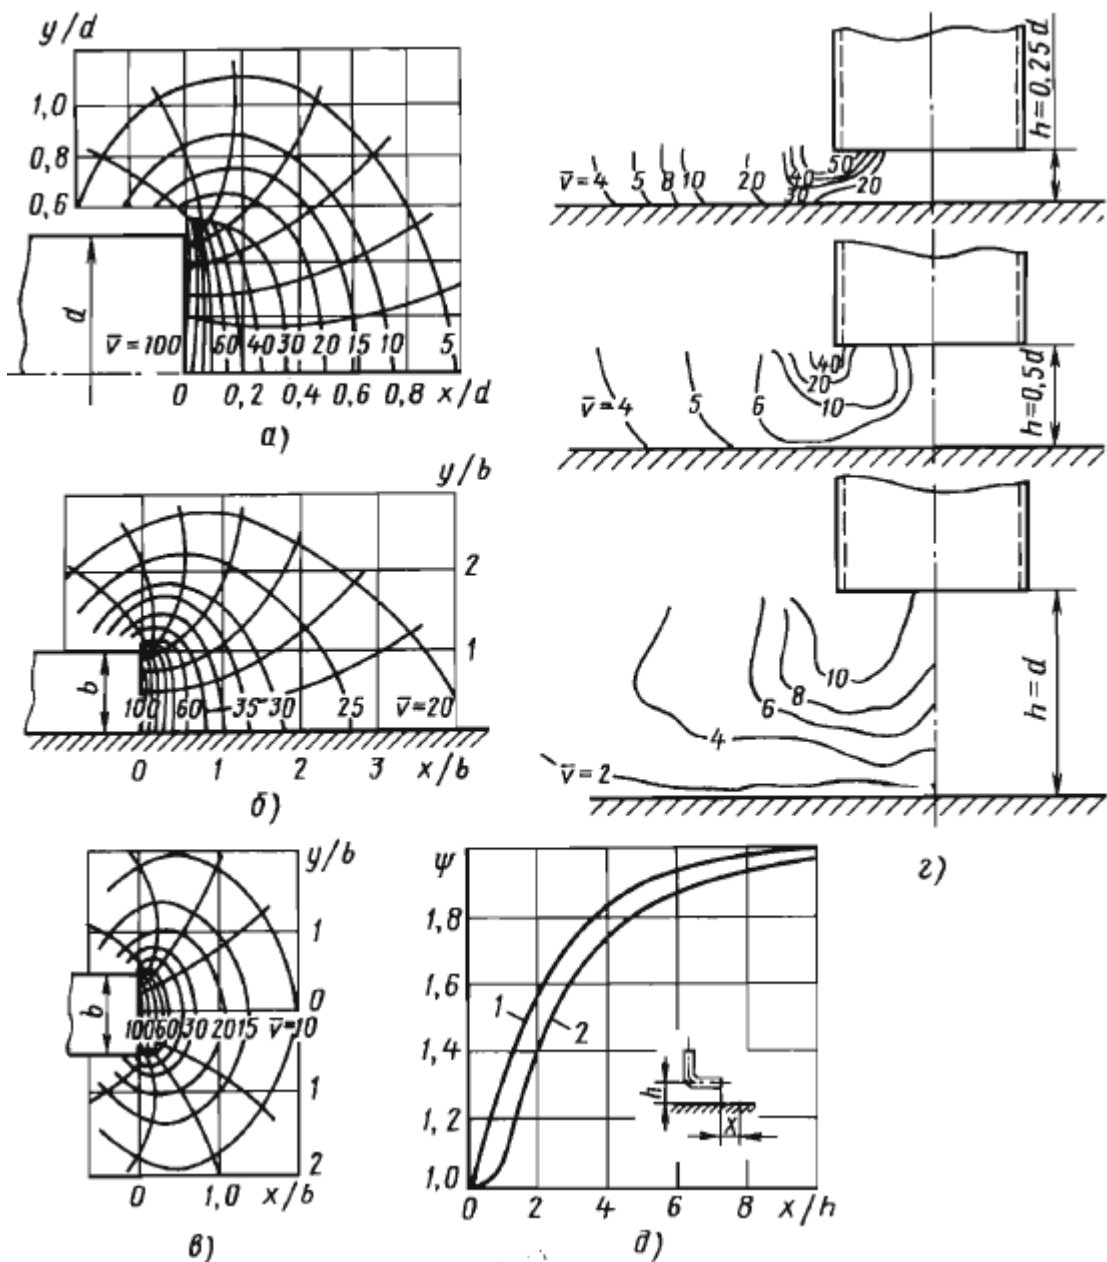 y/d
1,0
0,8
0,6
d
v̅=100 60 40 30 20 15 10 5
0 0,2 0,4 0,6 0,8 x/d
а)
h=0,25d
v̅=4 5 8 10 20 30 40 50 20
h=0,5d
v̅=4 5 6 10 20 40
h=d
10
8
6
4
v̅=2
г)
y/b
2
1
b
100 60 35 30 25 v̅=20
0 1 2 3 x/b
б)
y/b
1
0
b
100 60 30 20 15 v̅=10
1
2
0 1,0 x/b
в)
ψ
1,8
1,6
1 2
1,4
h
1,2
x
1,0
0 2 4 6 8 x/h
д)